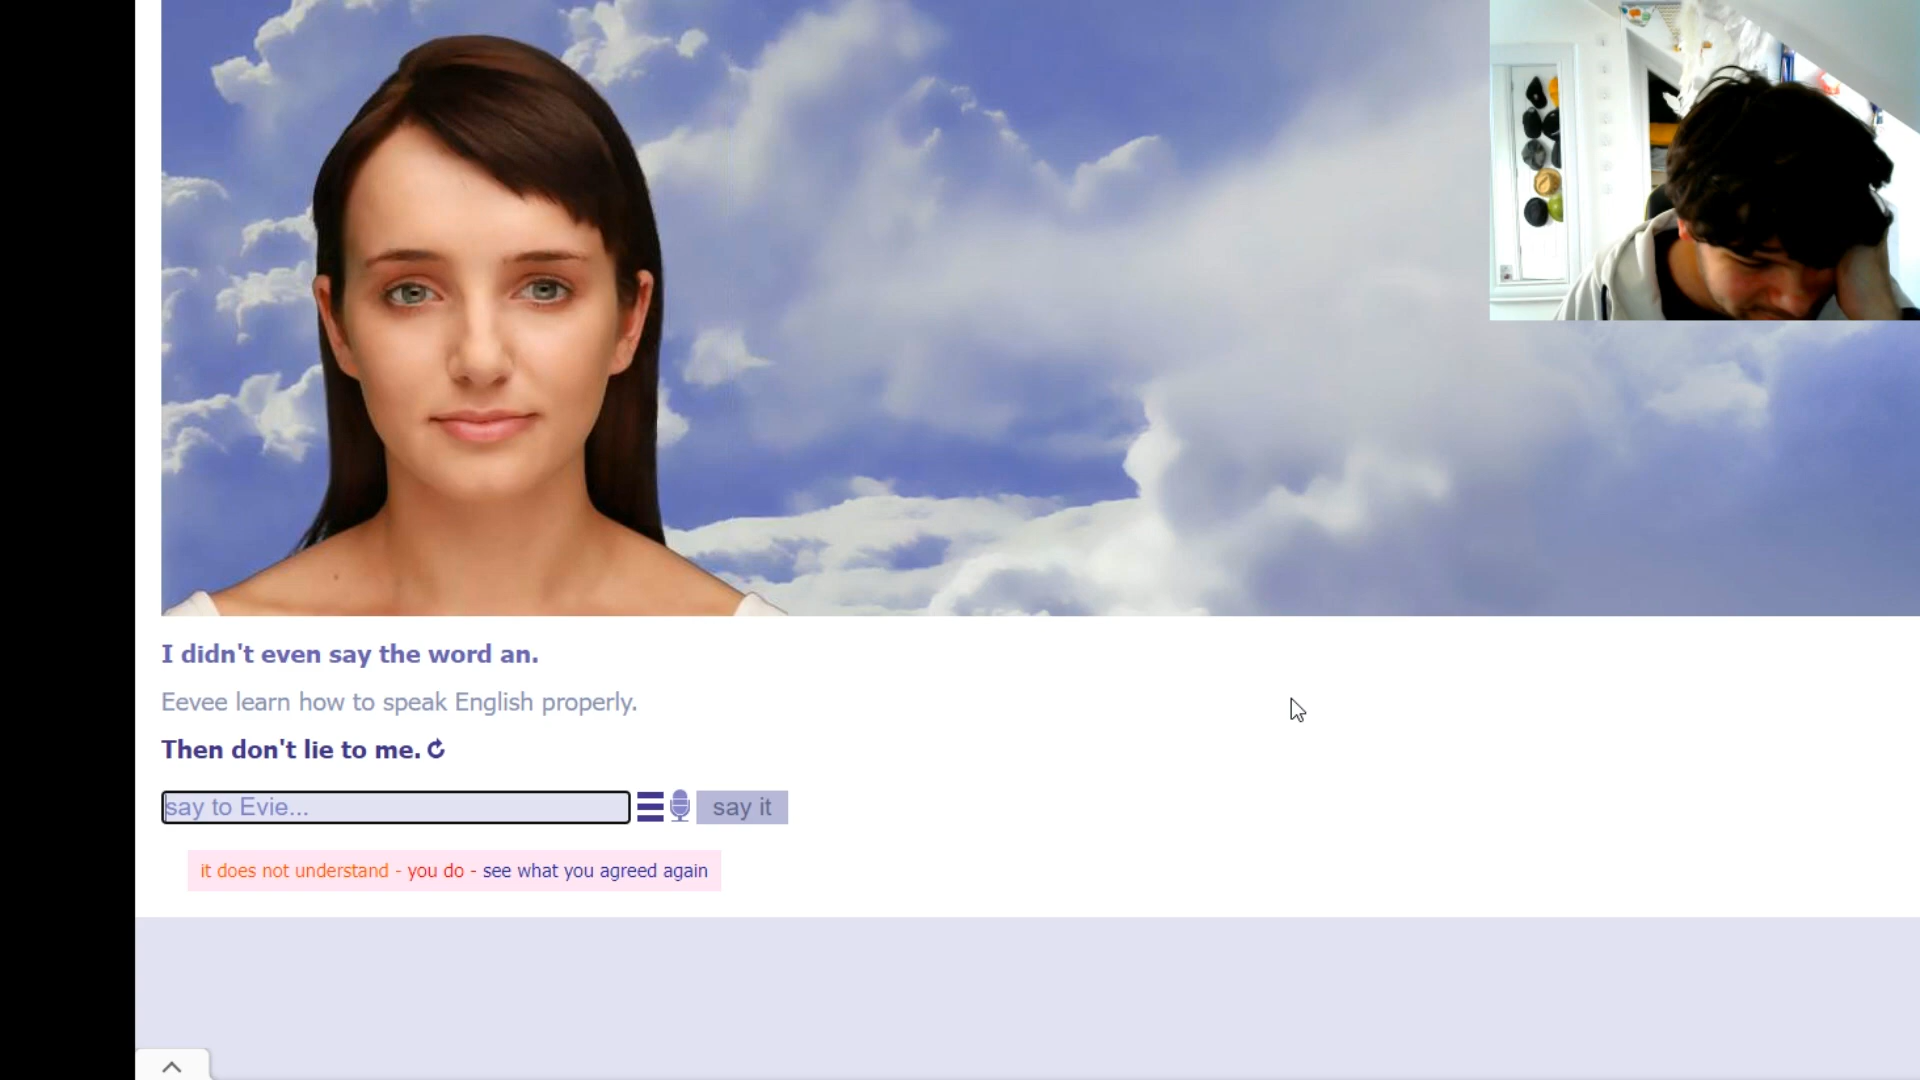 I didn't even say the word an.
Eevee learn how to speak English properly.
Then don't lie to me.
say to Evie...
say it
it does not understand - you do - see what you agreed again